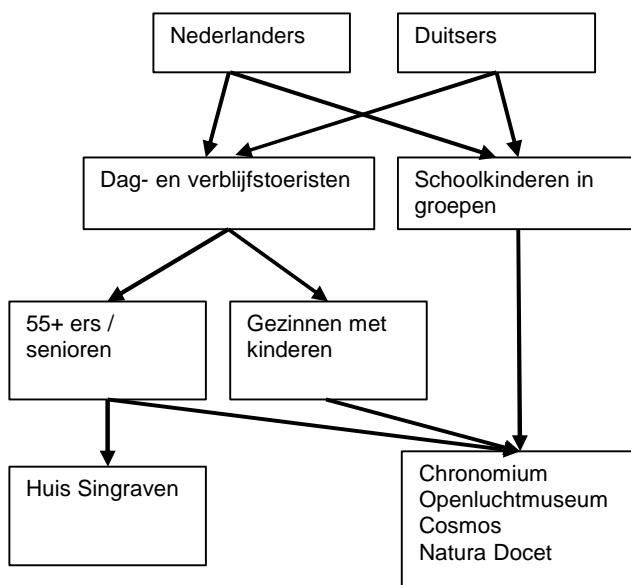 Nederlanders
Duitsers
Dag- en verblijfstoeristen
Schoolkinderen in
groepen
55+ ers /
senioren
Gezinnen met
kinderen
Huis Singraven
Chronomium
Openluchtmuseum
Cosmos
Natura Docet